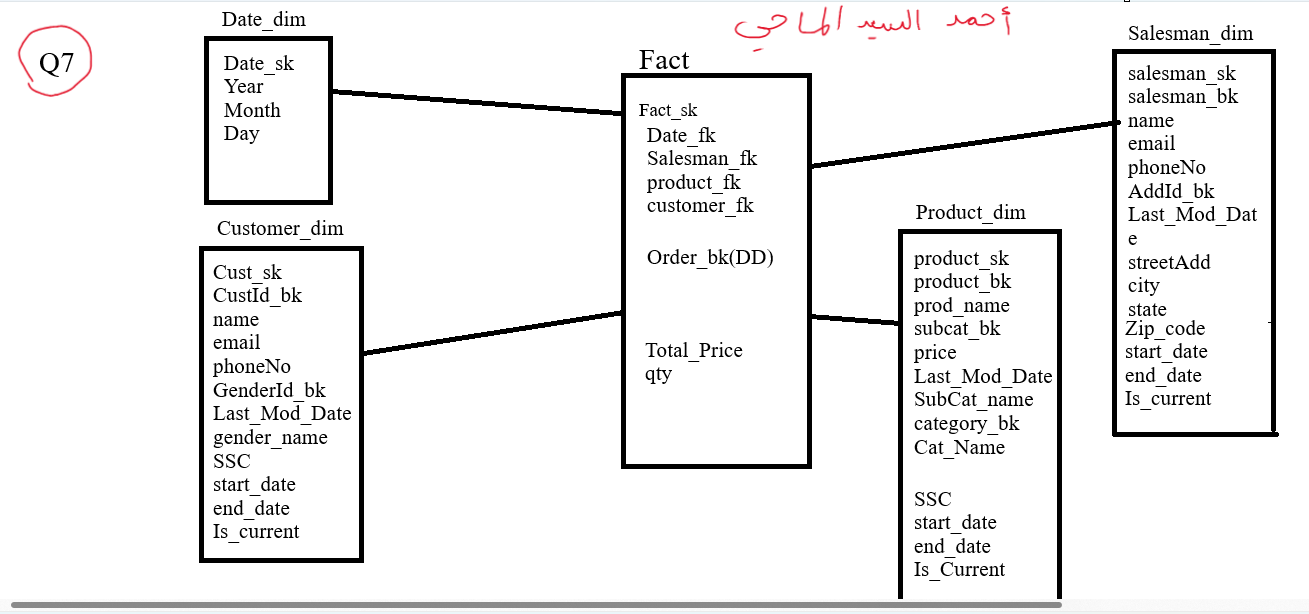 Q7
أحمد السيد الماحي
Date_dim
Date_sk
Year
Month
Day
Customer_dim
Cust_sk
CustId_bk
name
email
phoneNo
GenderId_bk
Last_Mod_Date
gender_name
SSC
start_date
end_date
Is_current
Fact
Fact_sk
Date_fk
Salesman_fk
product_fk
customer_fk
Order_bk(DD)
Total_Price
qty
Product_dim
product_sk
product_bk
prod_name
subcat_bk
price
Last_Mod_Date
SubCat_name
category_bk
Cat_Name
SSC
start_date
end_date
Is_Current
Salesman_dim
salesman_sk
salesman_bk
name
email
phoneNo
AddId_bk
Last_Mod_Dat
e
streetAdd
city
state
Zip_code
start_date
end_date
Is_current